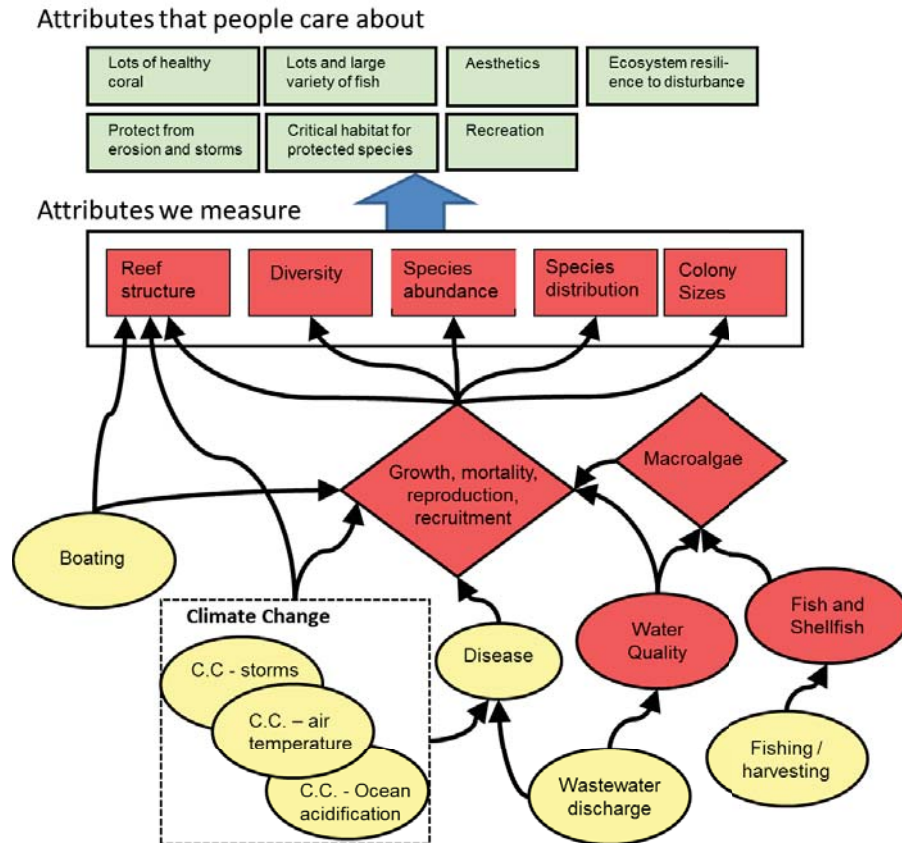 Attributes that people care about
Lots of healthy
coral
Lots and large
variety of fish
Aesthetics
Ecosystem resili-
ence to disturbance
Protect from
erosion and storms
Critical habitat for
protected species
Recreation
Attributes we measure
Reef
structure
Diversity
Species
abundance
Species
distribution
Colony
Sizes
Growth, mortality,
reproduction,
recruitment
Macroalgae
Boating
Climate Change
C.C - storms
C.C. – air
temperature
C.C. - Ocean
acidification
Disease
Water
Quality
Fish and
Shellfish
Wastewater
discharge
Fishing /
harvesting